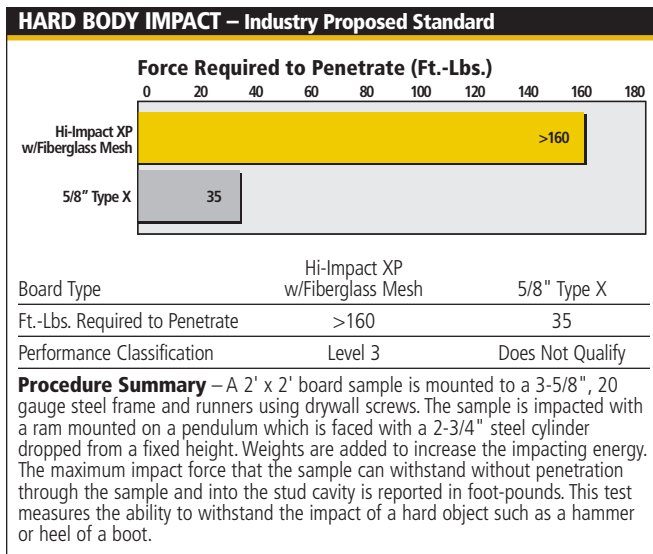 HARD BODY IMPACT – Industry Proposed Standard
Force Required to Penetrate (Ft.-Lbs.)
0 20 40 60 80 100 120 140 160 180
Hi-Impact XP
w/Fiberglass Mesh
>160
5/8" Type X
35
Hi-Impact XP
Board Type w/Fiberglass Mesh 5/8" Type X
Ft.-Lbs. Required to Penetrate >160 35
Performance Classification Level 3 Does Not Qualify
Procedure Summary – A 2' x 2' board sample is mounted to a 3-5/8", 20
gauge steel frame and runners using drywall screws. The sample is impacted with
a ram mounted on a pendulum which is faced with a 2-3/4" steel cylinder
dropped from a fixed height. Weights are added to increase the impacting energy.
The maximum impact force that the sample can withstand without penetration
through the sample and into the stud cavity is reported in foot-pounds. This test
measures the ability to withstand the impact of a hard object such as a hammer
or heel of a boot.